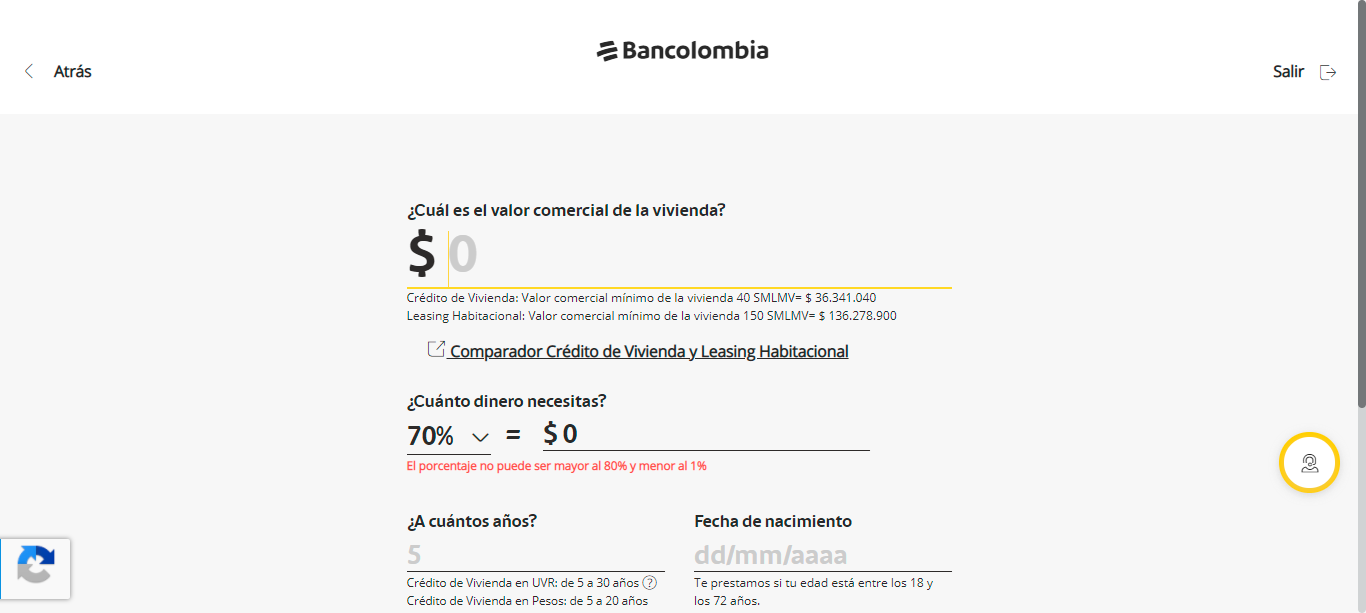 Bancolombia
Atrás
Salir
¿Cuál es el valor comercial de la vivienda?
$ 0
Crédito de Vivienda: Valor comercial mínimo de la vivienda 40 SMLMV= $ 36.341.040
Leasing Habitacional: Valor comercial mínimo de la vivienda 150 SMLMV= $ 136.278.900
Comparador Crédito de Vivienda y Leasing Habitacional
¿Cuánto dinero necesitas?
70% = $ 0
El porcentaje no puede ser mayor al 80% y menor al 1%
¿A cuántos años?
5
Crédito de Vivienda en UVR: de 5 a 30 años ?
Crédito de Vivienda en Pesos: de 5 a 20 años
Fecha de nacimiento
dd/mm/aaaa
Te prestamos si tu edad está entre los 18 y
los 72 años.